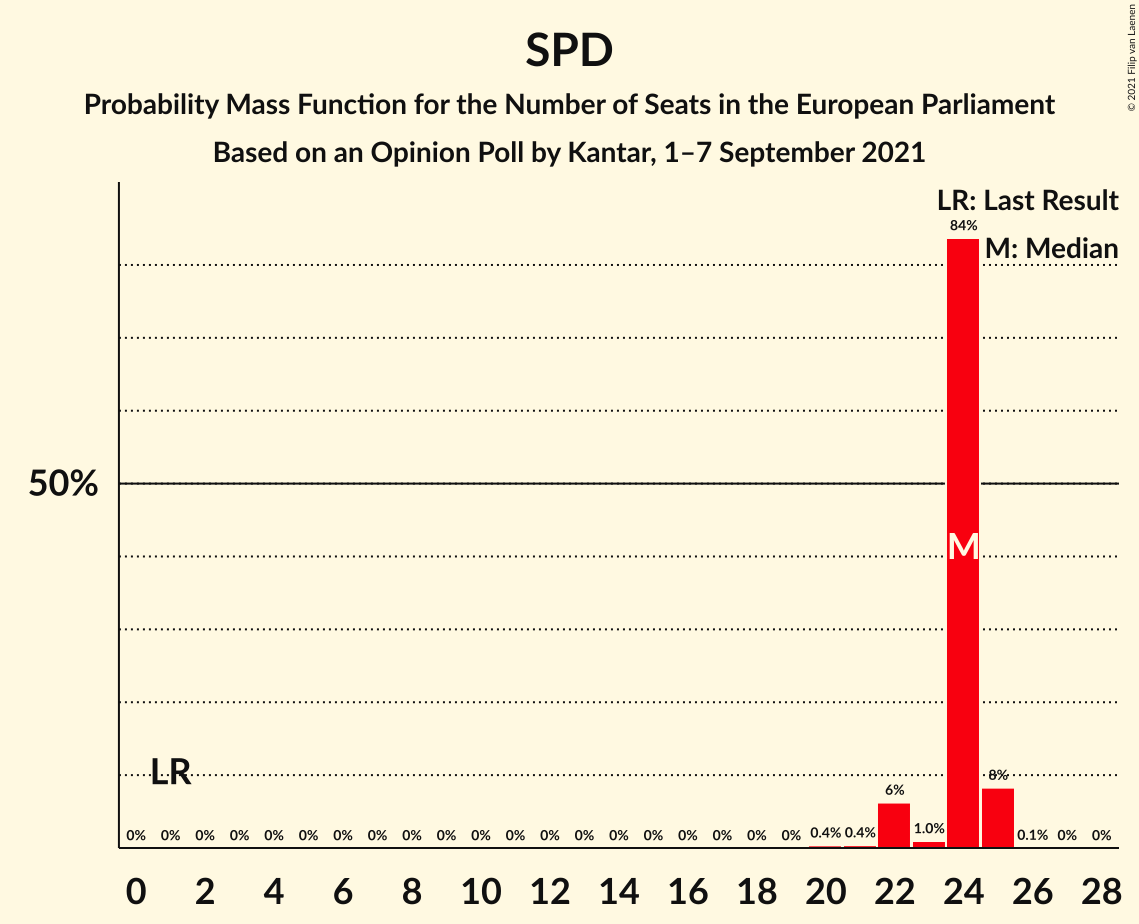 SPD
Probability Mass Function for the Number of Seats in the European Parliament
Based on an Opinion Poll by Kantar, 1–7 September 2021
© 2021 Filip van Laenen
LR: Last Result
M: Median
84%
50%
M
LR
8%
6%
0% 0% 0% 0% 0% 0% 0% 0% 0% 0% 0% 0% 0% 0% 0% 0% 0% 0% 0% 0% 0.4% 0.4% 1.0% 0.1% 0% 0%
0 2 4 6 8 10 12 14 16 18 20 22 24 26 28